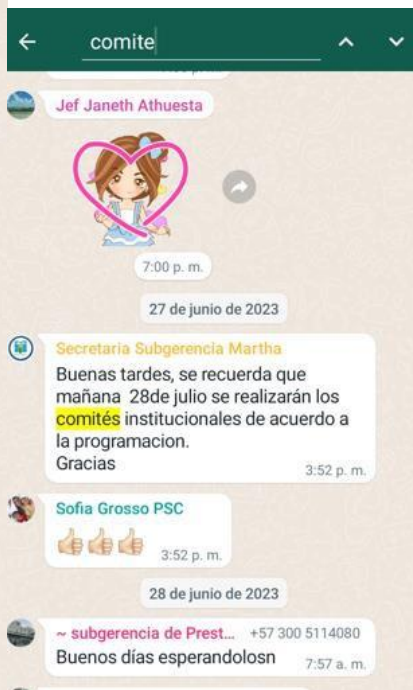 comite
Jef Janeth Athuesta
7:00 p. m.
27 de junio de 2023
Secretaria Subgerencia Martha
Buenas tardes, se recuerda que
mañana  28de julio se realizarán los
comités institucionales de acuerdo a
la programacion.
Gracias
3:52 p. m.
Sofia Grosso PSC
3:52 p. m.
28 de junio de 2023
~ subgerencia de Prest... +57 300 5114080
Buenos días esperandolosn
7:57 a. m.